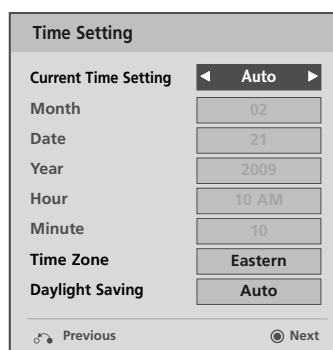 Time Setting
Current Time Setting Auto
Month 02
Date 21
Year 2009
Hour 10 AM
Minute 10
Time Zone Eastern
Daylight Saving Auto
Previous Next